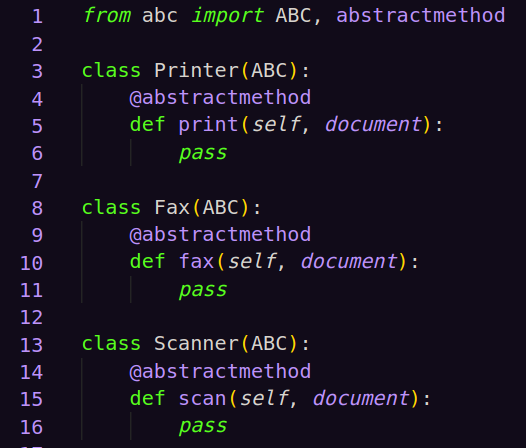 1 from abc import ABC, abstractmethod
2
3 class Printer(ABC):
4     @abstractmethod
5     def print(self, document):
6         pass
7
8 class Fax(ABC):
9     @abstractmethod
10     def fax(self, document):
11         pass
12
13 class Scanner(ABC):
14     @abstractmethod
15     def scan(self, document):
16         pass